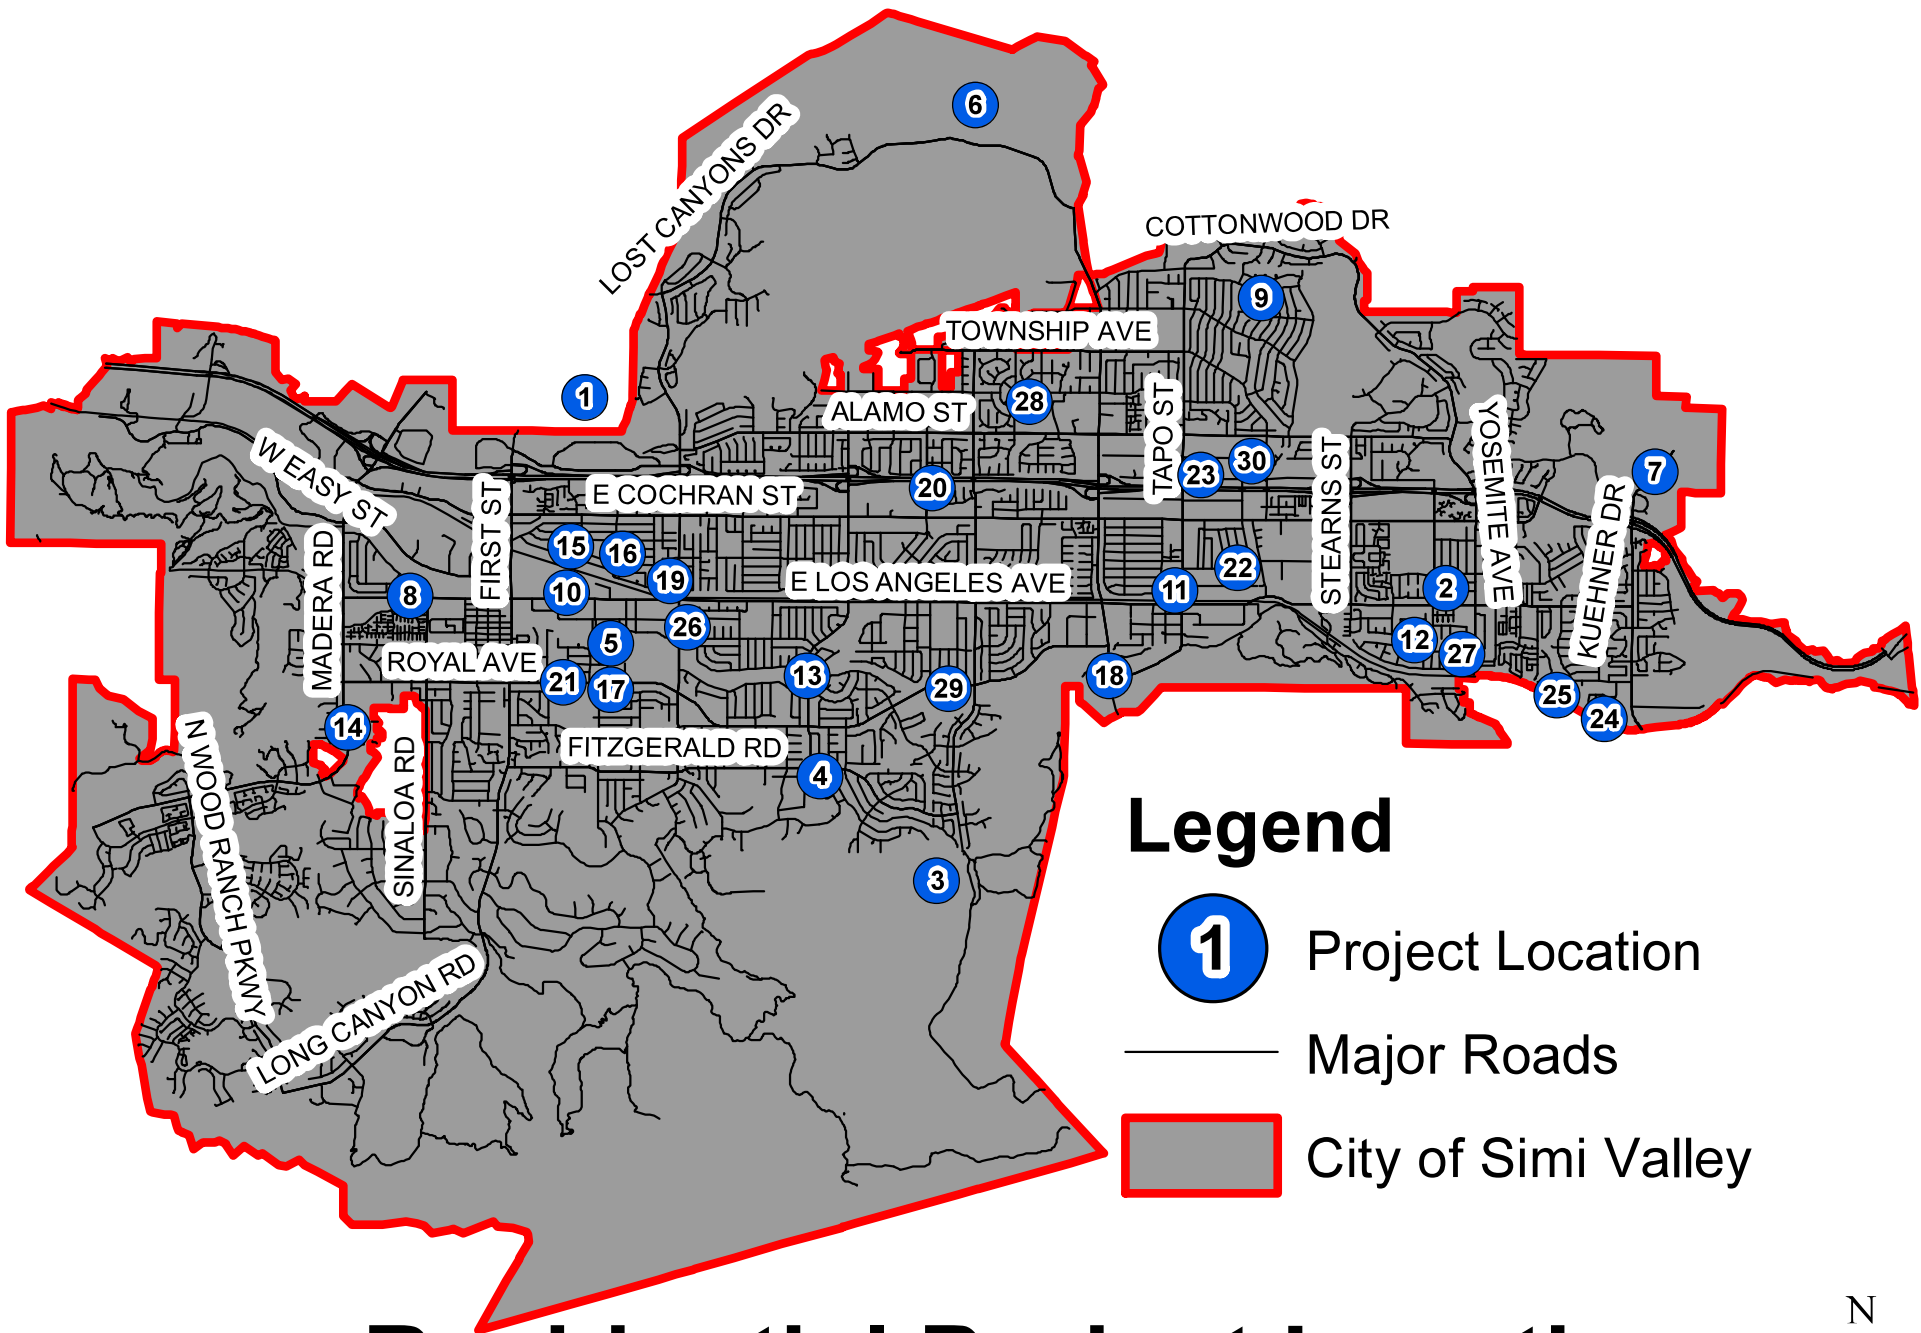 6
LOST CANYONS DR
COTTONWOOD DR
9
TOWNSHIP AVE
1
28
ALAMO ST
TAPO ST
YOSEMITE AVE
W EASY ST
STEARNS ST
30
23
7
20
E COCHRAN ST
FIRST ST
KUEHNER DR
MADERA RD
15
16
19
22
E LOS ANGELES AVE
10
11
2
8
26
5
12
27
ROYAL AVE
21
17
13
29
18
25
24
14
N WOOD RANCH PKWY
SINALOA RD
FITZGERALD RD
4
3
LONG CANYON RD
Legend
1 Project Location
Major Roads
City of Simi Valley
N